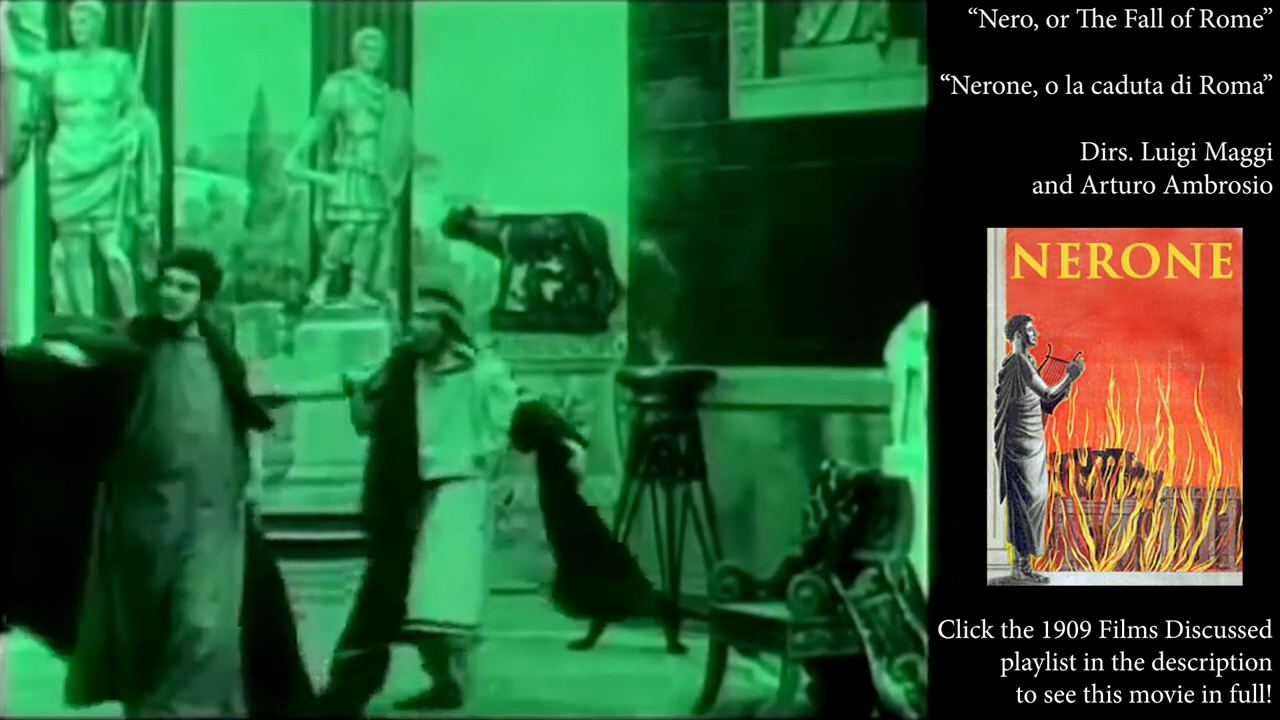 “Nero, or The Fall of Rome”
“Nerone, o la caduta di Roma”
Dirs. Luigi Maggi
and Arturo Ambrosio
NERONE
Click the 1909 Films Discussed
playlist in the description
to see this movie in full!